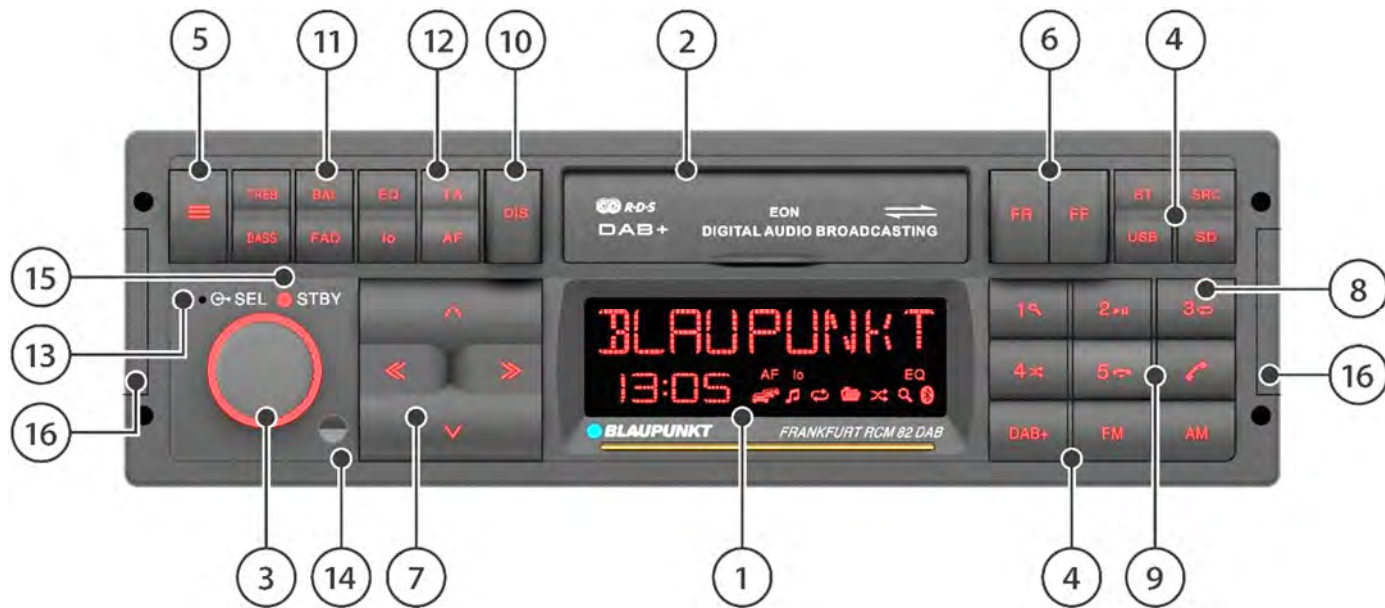 5 11 12 10 2 6 4
TREB BAL EQ TA
DIS
BASS FAD lo AF
R·D·S
DAB+
EON
DIGITAL AUDIO BROADCASTING
FR FF
BT SRC
USB SD
15
SEL STBY
13
16
BLAUPUNKT
13:05
AF lo EQ
BLAUPUNKT FRANKFURT RCM 82 DAB
1 2 3
4 5
DAB+ FM AM
8
16
3 14 7 1 4 9